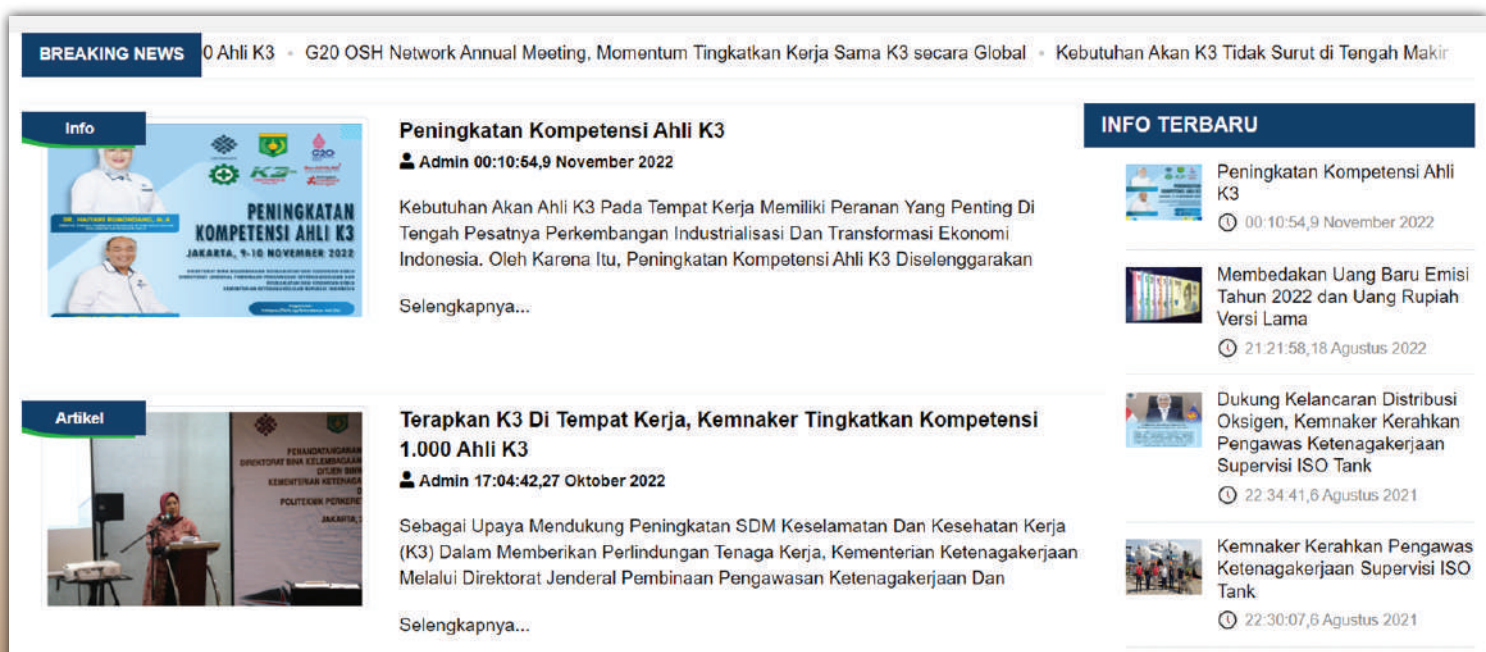 BREAKING NEWS
0 Ahli K3 • G20 OSH Network Annual Meeting, Momentum Tingkatkan Kerja Sama K3 secara Global • Kebutuhan Akan K3 Tidak Surut di Tengah Makin
Info
G20
K3
PENINGKATAN
KOMPETENSI AHLI K3
JAKARTA, 9-10 NOVEMBER 2022
Peningkatan Kompetensi Ahli K3
Admin 00:10:54,9 November 2022
Kebutuhan Akan Ahli K3 Pada Tempat Kerja Memiliki Peranan Yang Penting Di
Tengah Pesatnya Perkembangan Industrialisasi Dan Transformasi Ekonomi
Indonesia. Oleh Karena Itu, Peningkatan Kompetensi Ahli K3 Diselenggarakan
Selengkapnya...
Artikel
DIREKTORAT BINA KELEMBAGAAN
KEMENTERIAN KETENAGA
JAKARTA,
Terapkan K3 Di Tempat Kerja, Kemnaker Tingkatkan Kompetensi
1.000 Ahli K3
Admin 17:04:42,27 Oktober 2022
Sebagai Upaya Mendukung Peningkatan SDM Keselamatan Dan Kesehatan Kerja
(K3) Dalam Memberikan Perlindungan Tenaga Kerja, Kementerian Ketenagakerjaan
Melalui Direktorat Jenderal Pembinaan Pengawasan Ketenagakerjaan Dan
Selengkapnya...
INFO TERBARU
Peningkatan Kompetensi Ahli
K3
00:10:54,9 November 2022
Membedakan Uang Baru Emisi
Tahun 2022 dan Uang Rupiah
Versi Lama
21:21:58,18 Agustus 2022
Dukung Kelancaran Distribusi
Oksigen, Kemnaker Kerahkan
Pengawas Ketenagakerjaan
Supervisi ISO Tank
22:34:41,6 Agustus 2021
Kemnaker Kerahkan Pengawas
Ketenagakerjaan Supervisi ISO
Tank
22:30:07,6 Agustus 2021